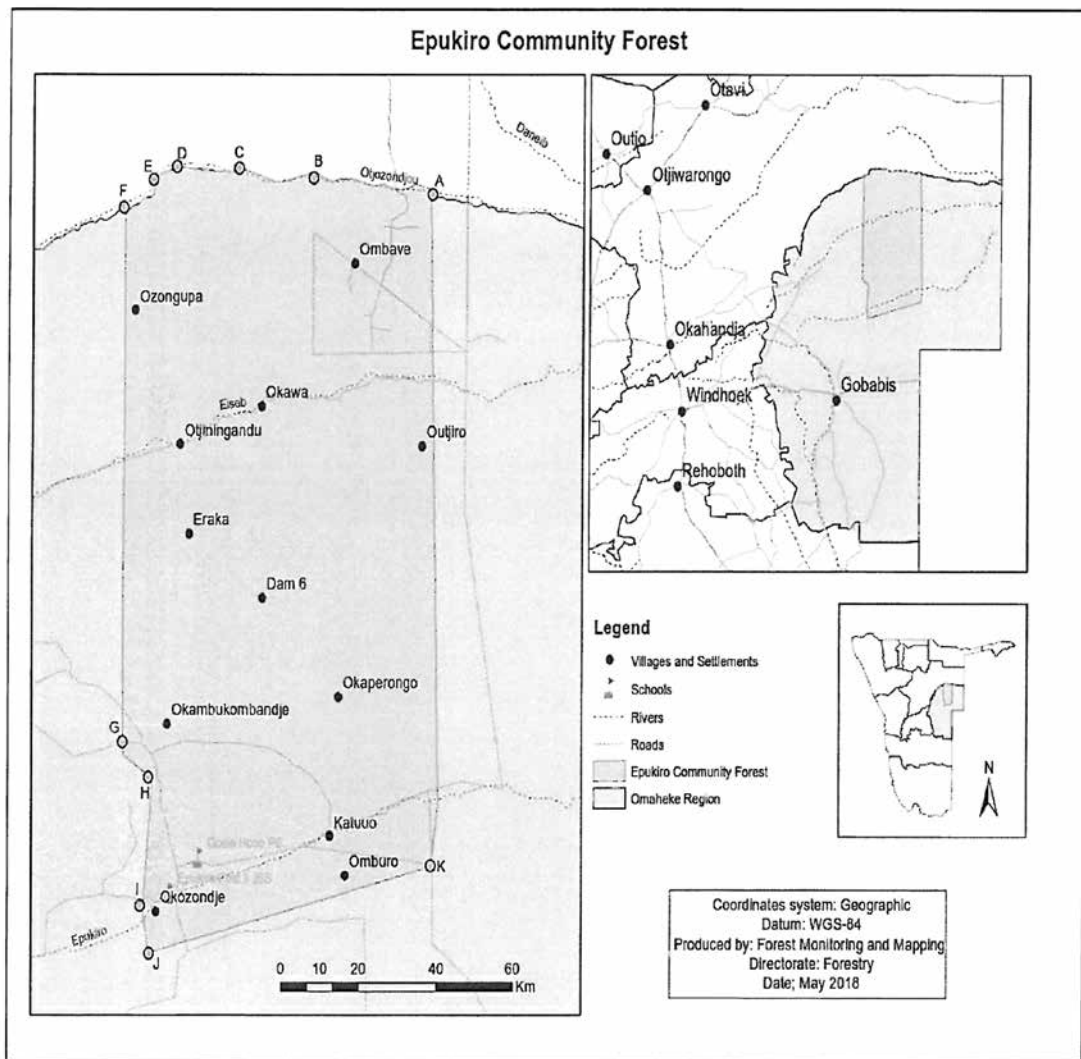 Epukiro Community Forest
Daneib
D
C
B
E
A
F
Otjozondjou
Ombave
Ozongupa
Okawa
Eiseb
Otjiningandu
Outjiro
Eraka
Dam 6
Okaperongo
Okambukombandje
G
H
Kaluuo
Omburo
K
I
Okozondje
Epukiro
J
0 10 20 40 60
Km
Otavi
Outjo
Otjiwarongo
Okahandja
Gobabis
Windhoek
Rehoboth
Legend
Villages and Settlements
Schools
Rivers
Roads
Epukiro Community Forest
Omaheke Region
N
Coordinates system: Geographic
Datum: WGS-84
Produced by: Forest Monitoring and Mapping
Directorate: Forestry
Date; May 2018